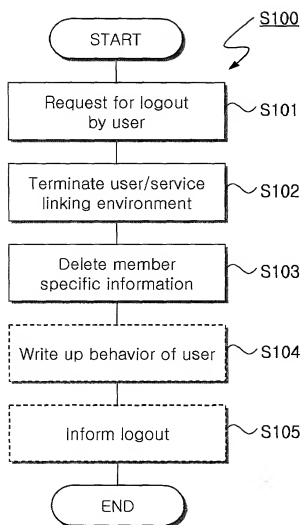 START
S100
Request for logout
by user
S101
Terminate user/service
linking environment
S102
Delete member
specific information
S103
Write up behavior of user
S104
Inform logout
S105
END